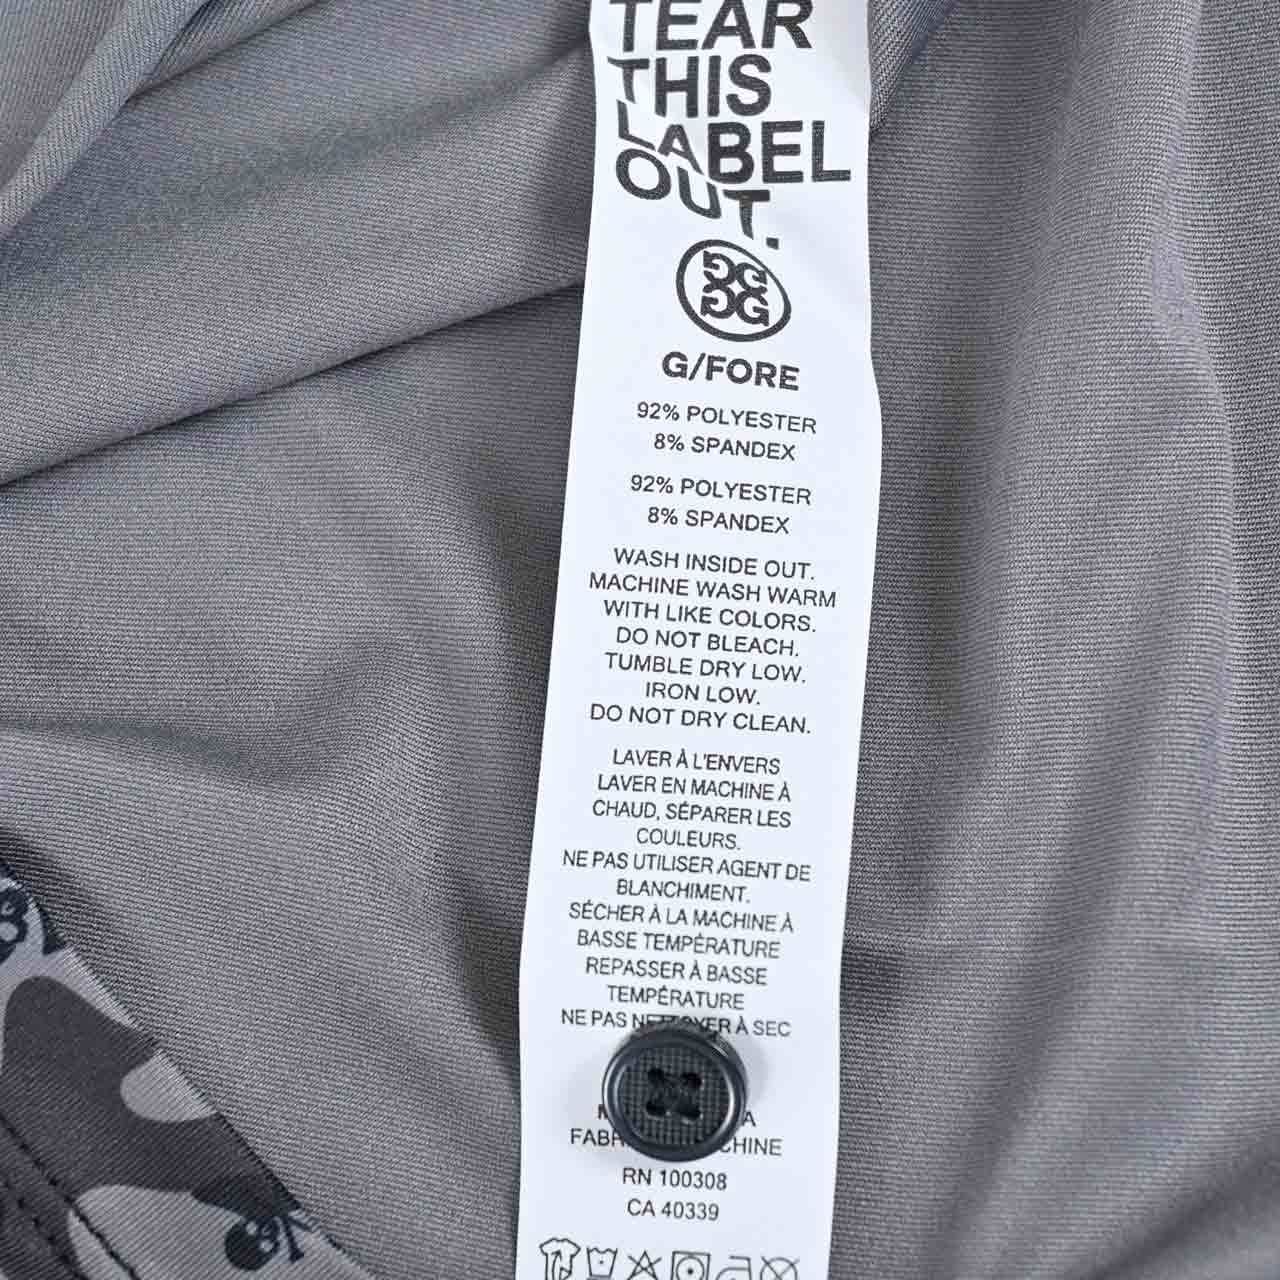 TEAR
THIS
LABEL
OUT.
G/FORE
92% POLYESTER
8% SPANDEX
92% POLYESTER
8% SPANDEX
WASH INSIDE OUT.
MACHINE WASH WARM
WITH LIKE COLORS.
DO NOT BLEACH.
TUMBLE DRY LOW.
IRON LOW.
DO NOT DRY CLEAN.
LAVER À L'ENVERS
LAVER EN MACHINE À
CHAUD, SÉPARER LES
COULEURS.
NE PAS UTILISER AGENT DE
BLANCHIMENT.
SÉCHER À LA MACHINE À
BASSE TEMPÉRATURE
REPASSER À BASSE
TEMPÉRATURE
NE PAS NETTOYER À SEC
RN 100308
CA 40339